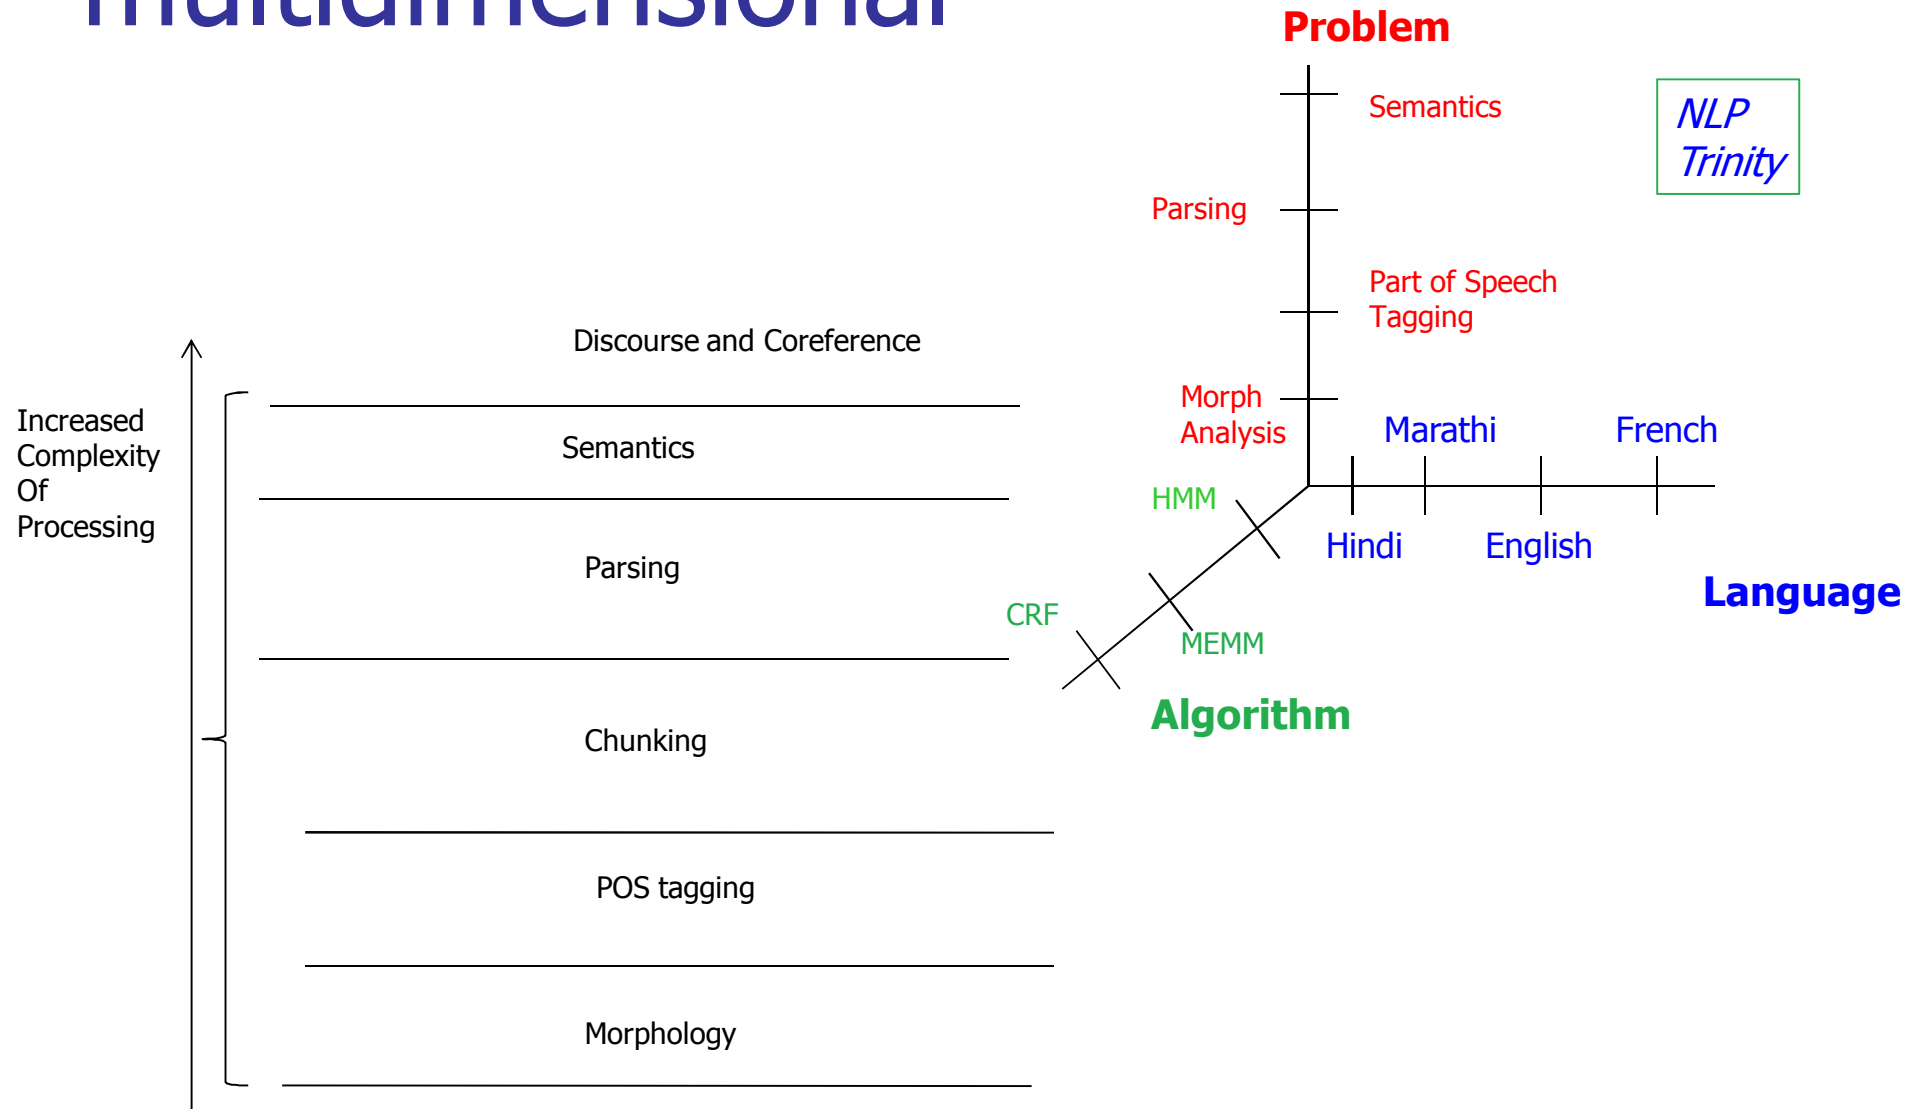 multidimensional
Problem
Semantics
NLP
Trinity
Parsing
Part of Speech
Tagging
Morph
Analysis
Marathi
French
HMM
Hindi
English
Language
CRF
MEMM
Algorithm
Increased
Complexity
Of
Processing
Discourse and Coreference
Semantics
Parsing
Chunking
POS tagging
Morphology